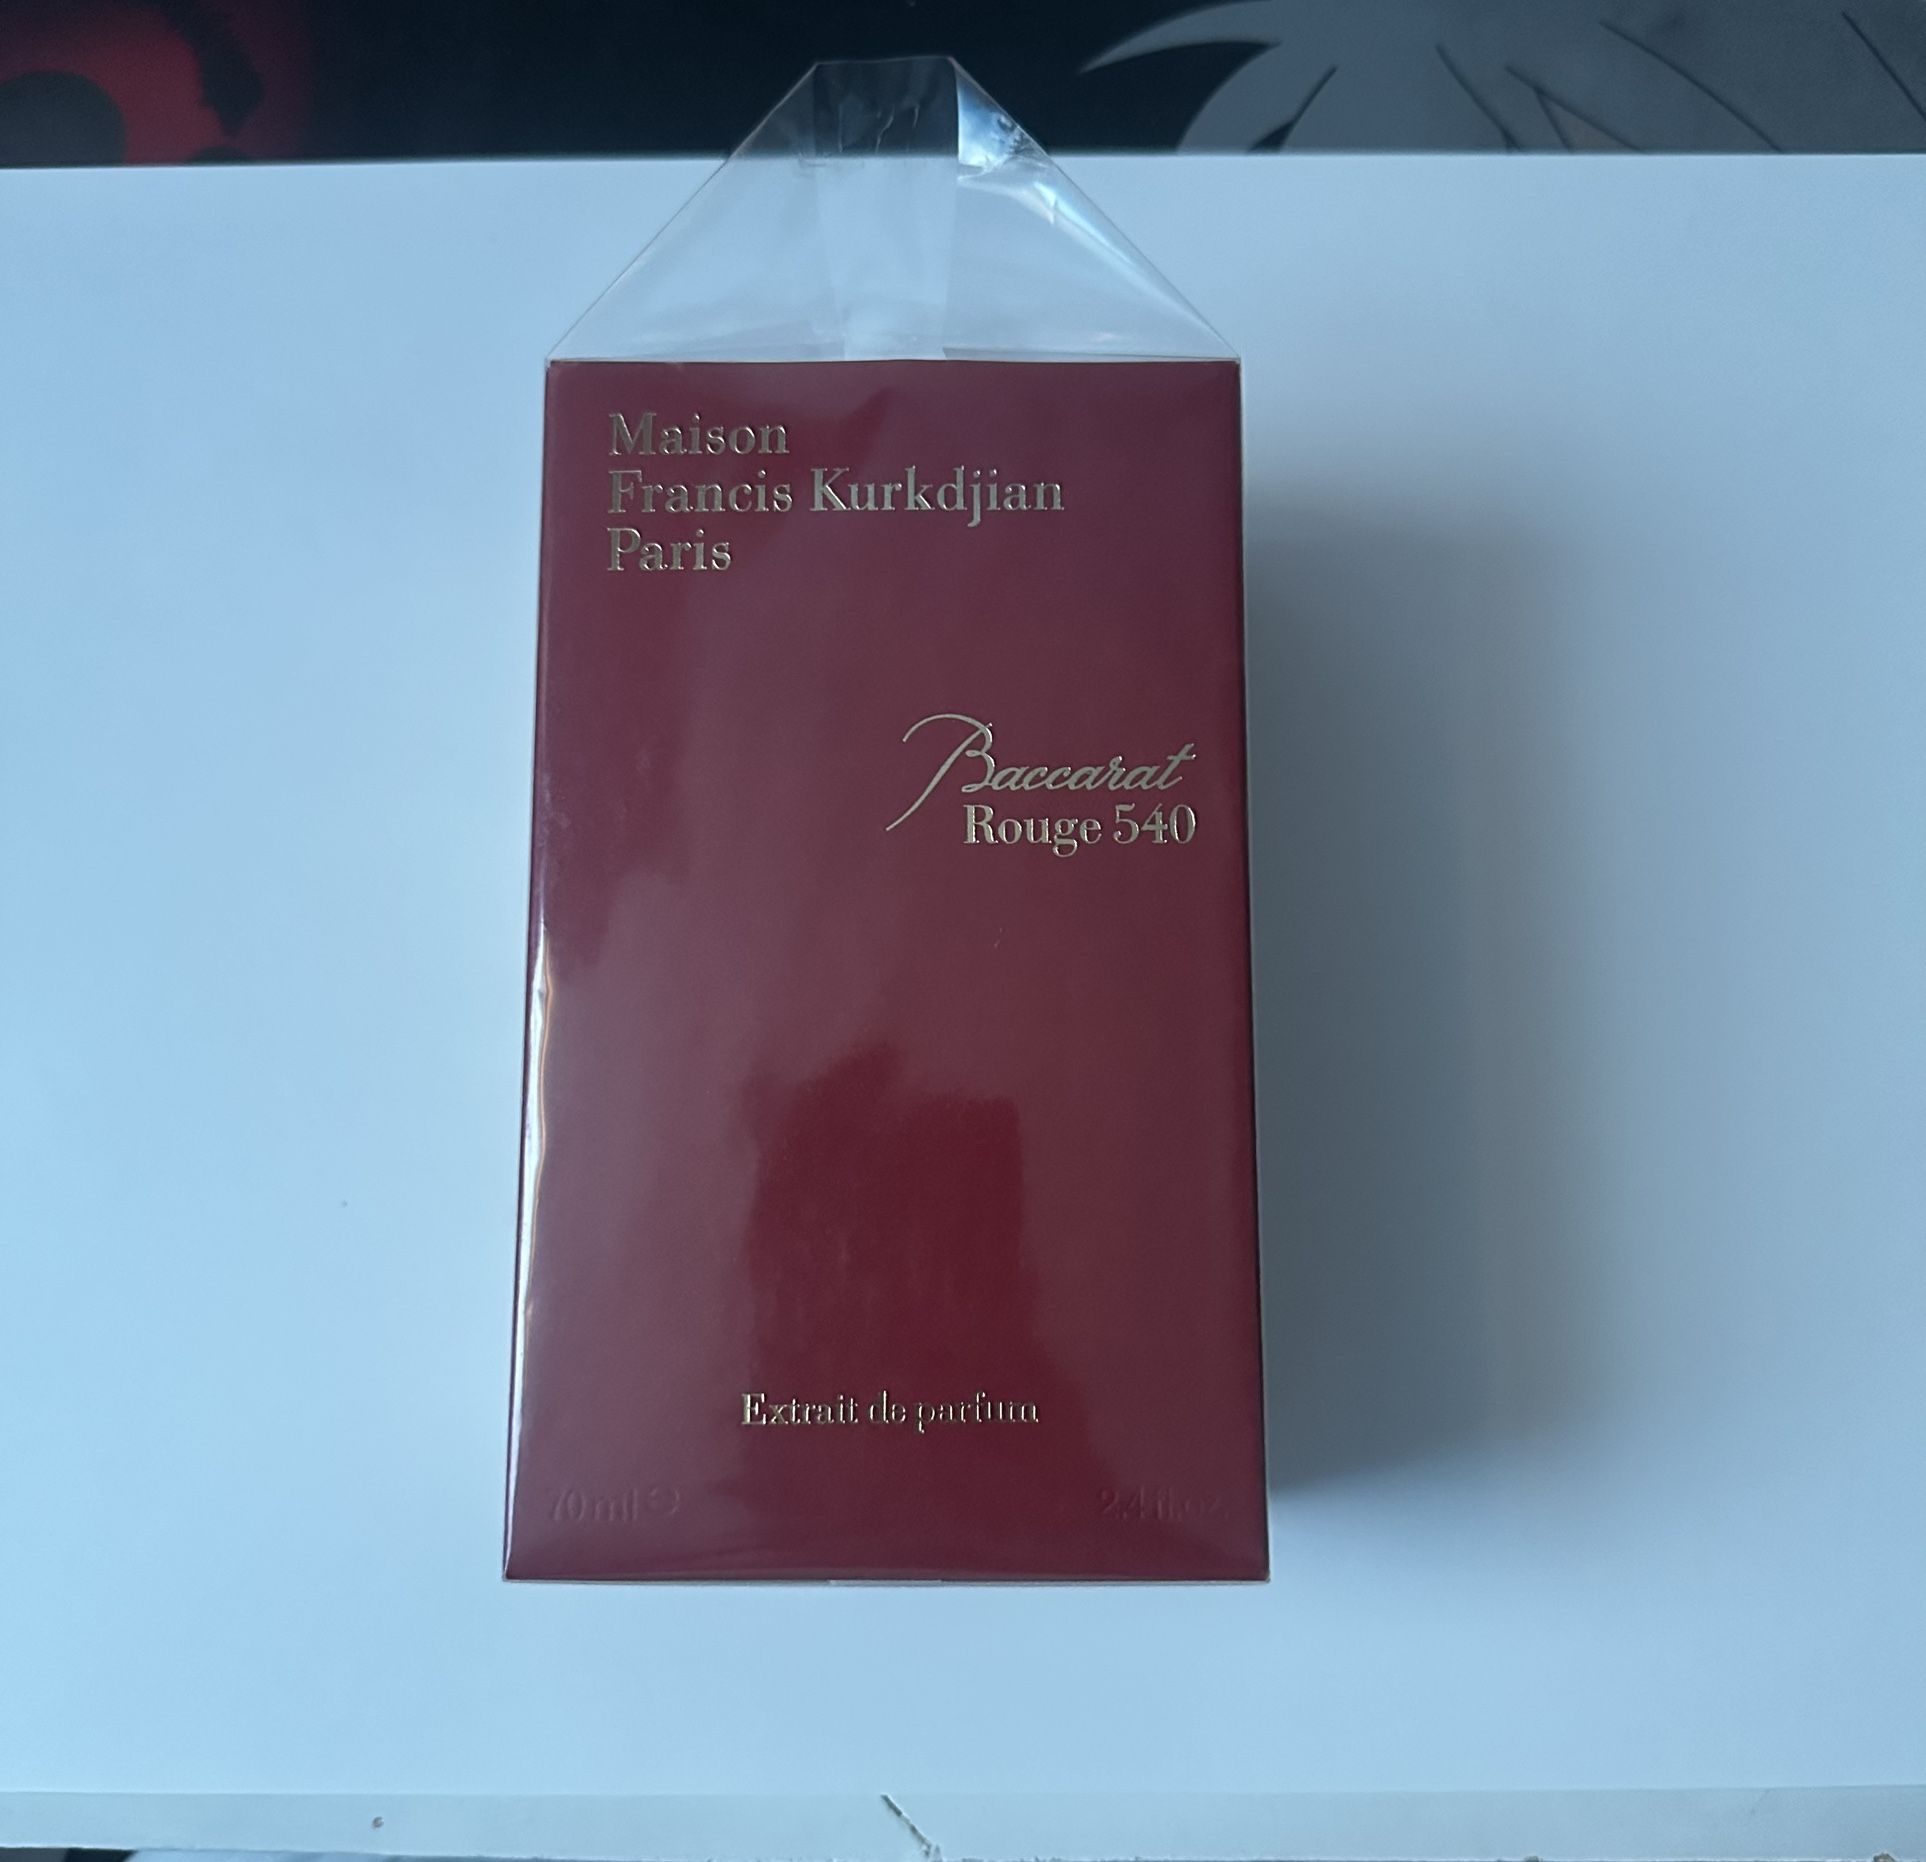 Maison
Francis Kurkdjian
Paris
Baccarat
Rouge 540
Extrait de parfum
70 ml ℮ 2.4 fl.oz.